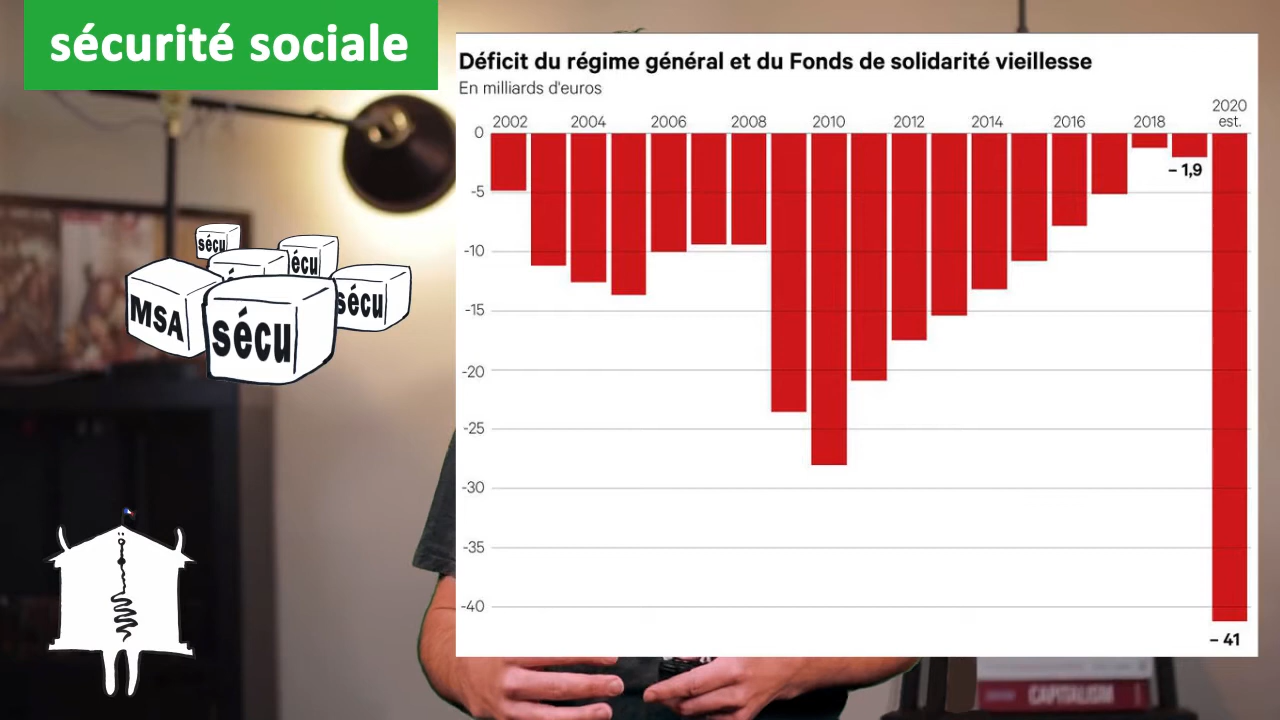 sécurité sociale
Déficit du régime général et du Fonds de solidarité vieillesse
En milliards d'euros
2002 2004 2006 2008 2010 2012 2014 2016 2018 2020 est.
0
-5
-10
-15
-20
-25
-30
-35
-40
– 1,9
– 41
sécu
écu
MSA
sécu
sécu
CAPITALISM